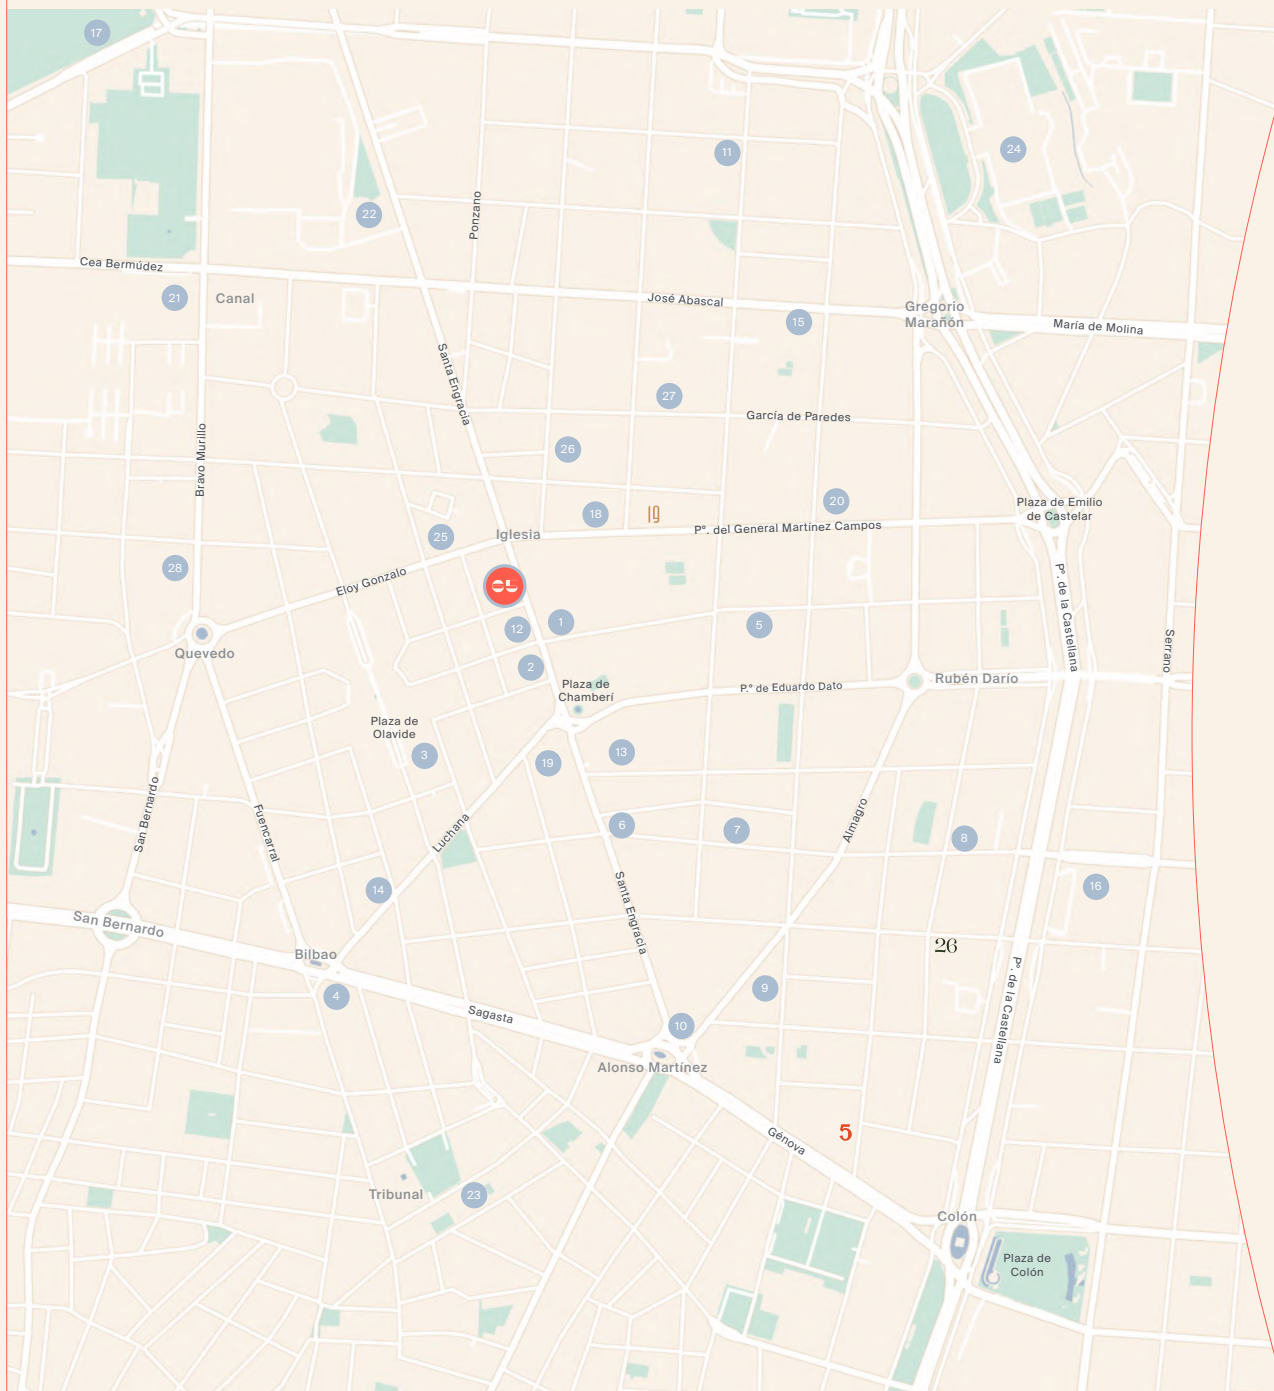 17
11
24
22
Ponzano
Cea Bermúdez
21
Canal
José Abascal
15
Gregorio
Marañón
María de Molina
Santa Engracia
27
García de Paredes
Bravo Murillo
26
20
Plaza de Emilio
de Castelar
18
19
Pº. del General Martínez Campos
25
Iglesia
28
Eloy Gonzalo
05
Pº. de la Castellana
1
5
12
Serrano
Quevedo
2
Plaza de
Chamberí
Rubén Darío
P.º de Eduardo Dato
Plaza de
Olavide
3
13
19
San Bernardo
Fuencarral
Luchana
6
7
Almagro
8
14
Santa Engracia
16
San Bernardo
Bilbao
26
4
9
Pº. de la Castellana
Sagasta
10
Alonso Martínez
5
Génova
Tribunal
23
Colón
Plaza de
Colón